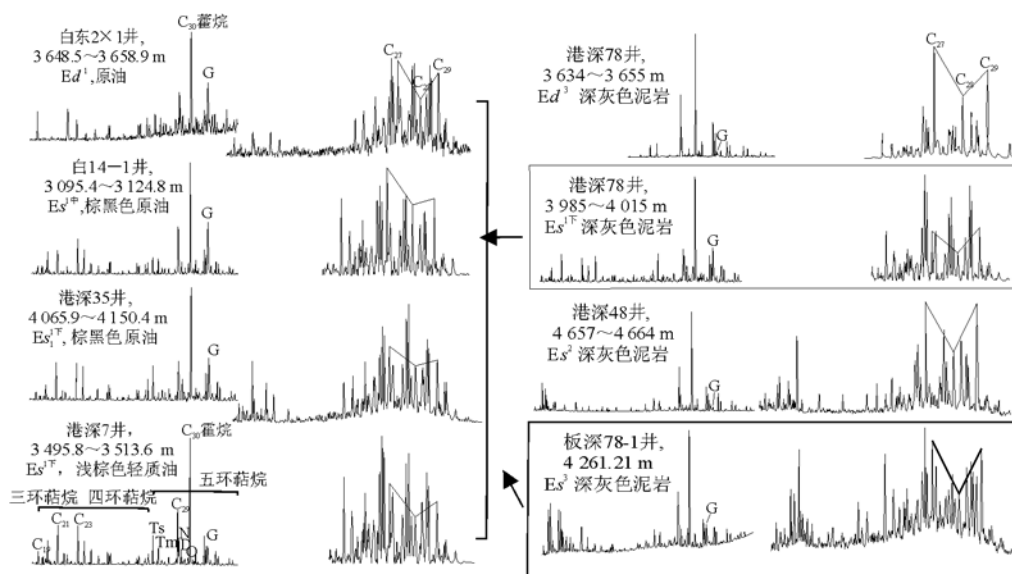 白东2×1井,
3 648.5～3 658.9 m
Ed¹,原油
C₃₀藿烷
G
C₂₇
C₂₉
白14—1井,
3 095.4～3 124.8 m
Es¹中,棕黑色原油
G
港深35井,
4 065.9～4 150.4 m
Es₁¹下,棕黑色原油
G
港深7井,
3 495.8～3 513.6 m
Es¹下, 浅棕色轻质油
C₃₀霍烷
五环萜烷
三环萜烷 四环萜烷
C₁₉
C₂₁
C₂₃
Ts
Tm
C₂₉
N
O
G
港深78井,
3 634～3 655 m
Ed³ 深灰色泥岩
G
C₂₇
C₂₈
C₂₉
港深78井,
3 985～4 015 m
Es¹下 深灰色泥岩
G
港深48井,
4 657～4 664 m
Es² 深灰色泥岩
G
板深78-1井,
4 261.21 m
Es³ 深灰色泥岩
G